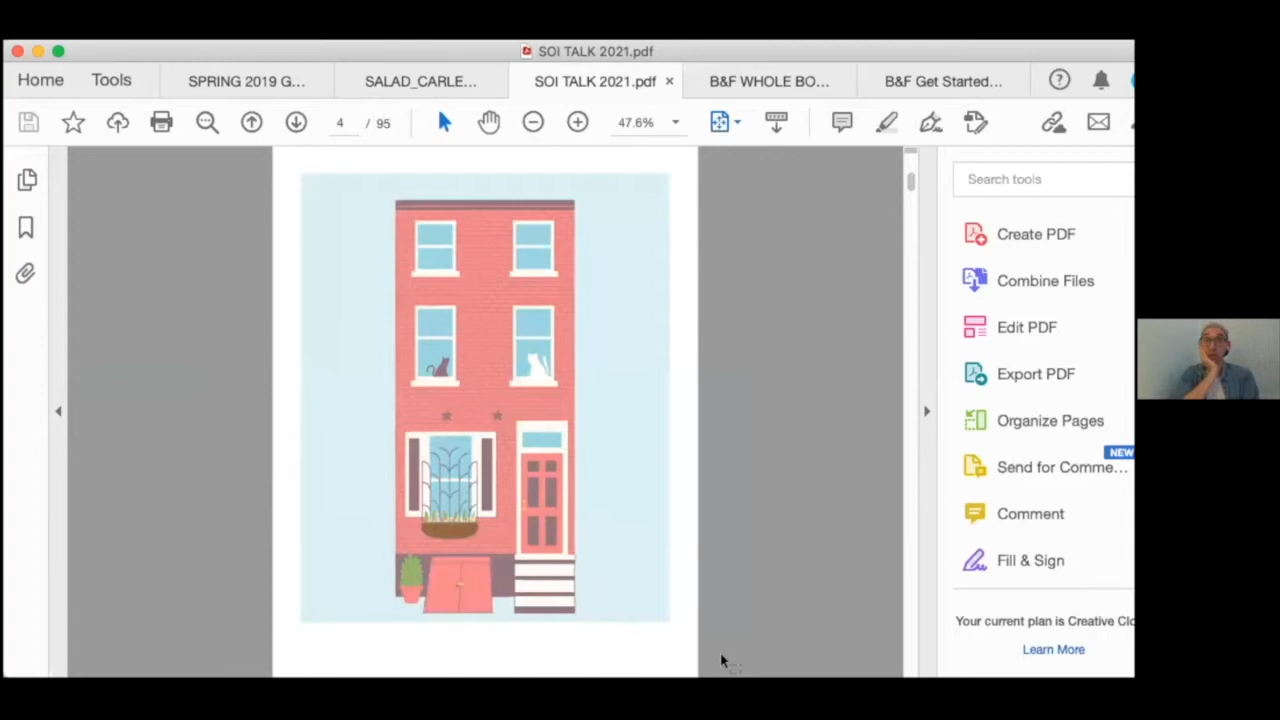 SOI TALK 2021.pdf
Home Tools SPRING 2019 G... SALAD_CARLE... SOI TALK 2021.pdf × B&F WHOLE BO... B&F Get Started...
4 / 95 47.6%
Search tools
Create PDF
Combine Files
Edit PDF
Export PDF
Organize Pages
NEW
Send for Comme...
Comment
Fill & Sign
Your current plan is Creative Clo
Learn More